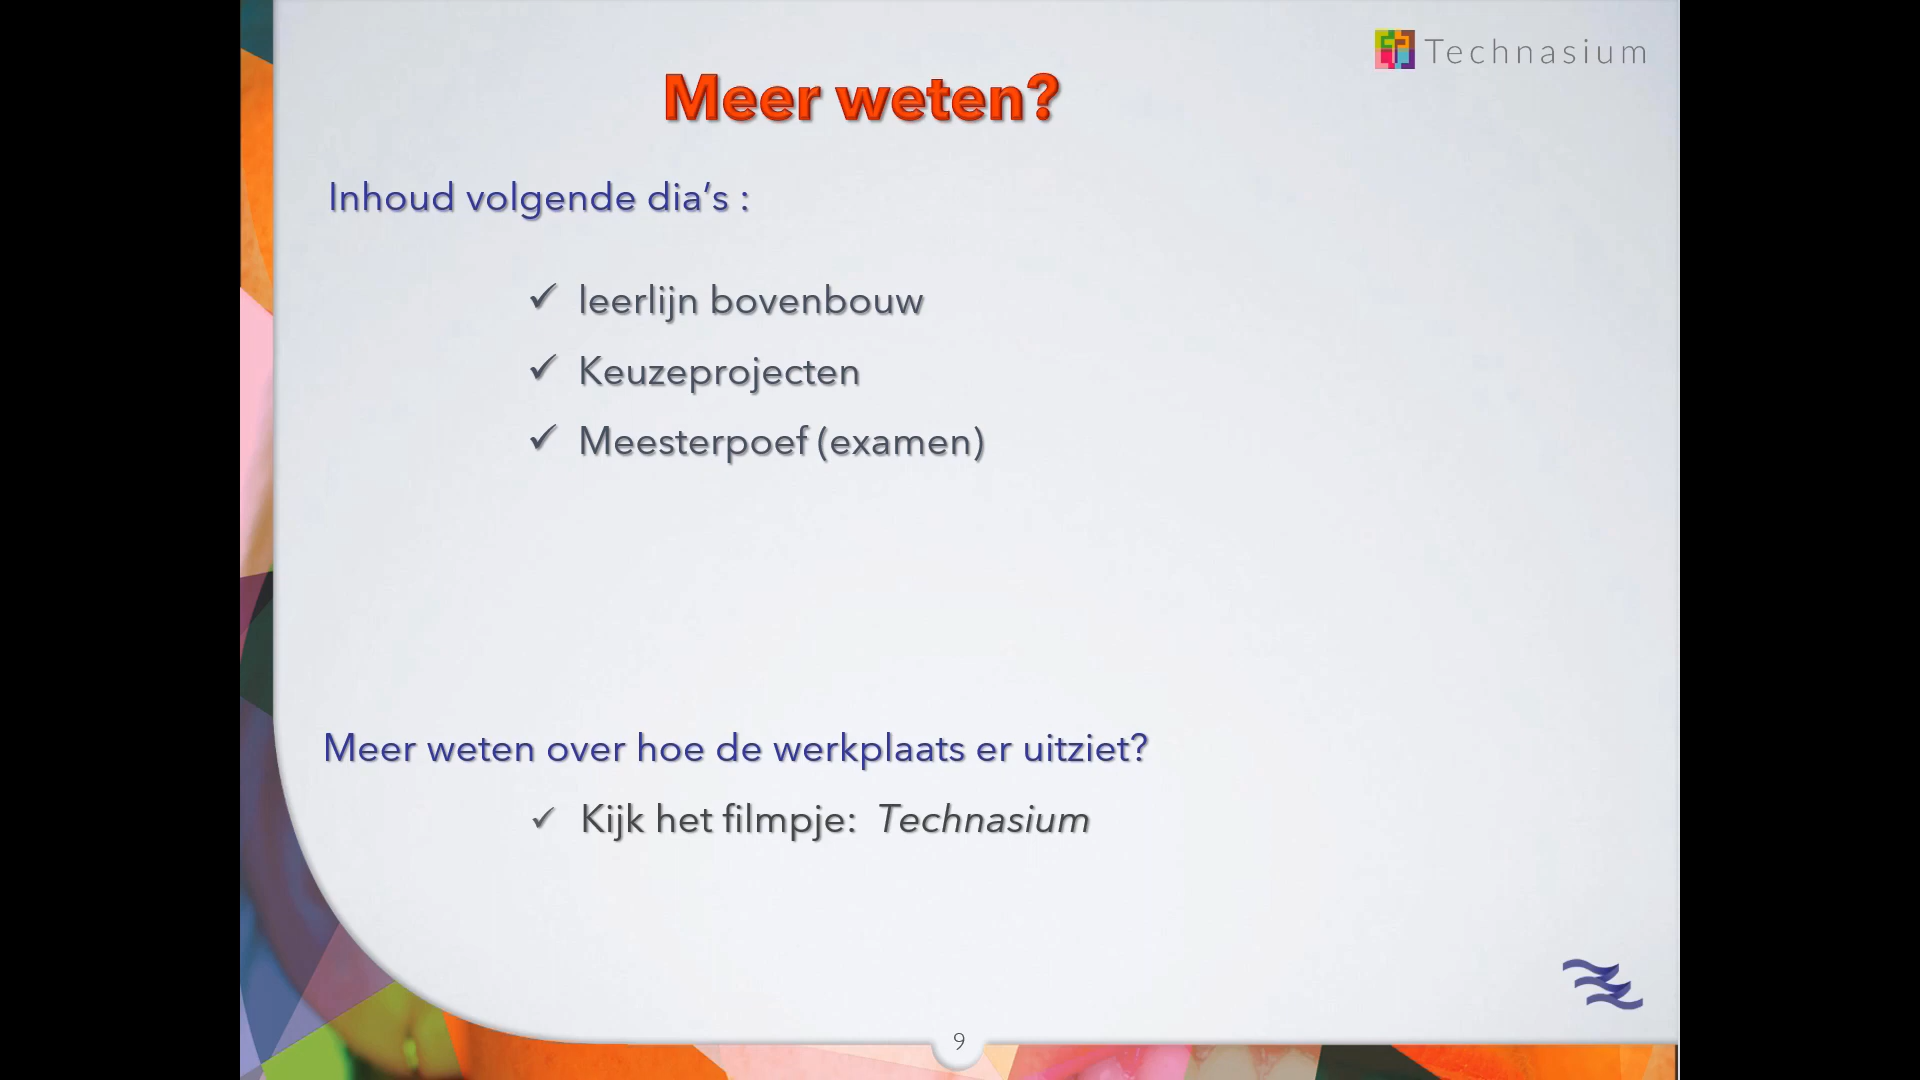 Technasium
Meer weten?
Inhoud volgende dia’s :
✓ leerlijn bovenbouw
✓ Keuzeprojecten
✓ Meesterpoef (examen)
Meer weten over hoe de werkplaats er uitziet?
✓ Kijk het filmpje: Technasium
9